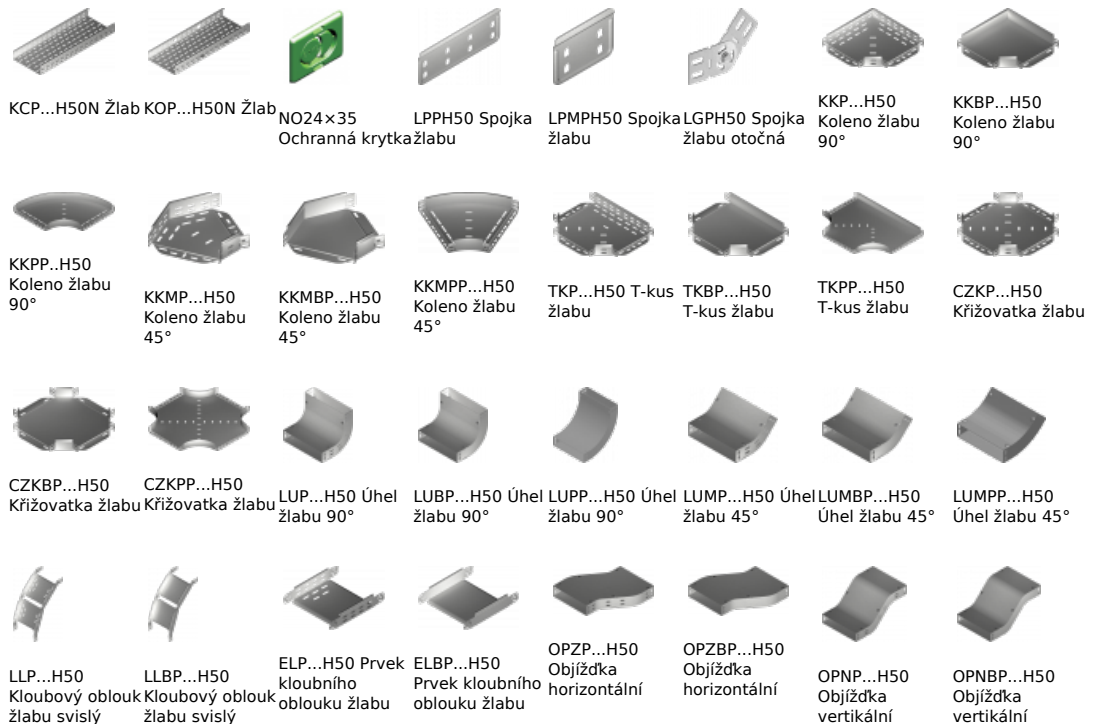 KCP...H50N Žlab
KOP...H50N Žlab
NO24×35
Ochranná krytka
LPPH50 Spojka
žlabu
LPMPH50 Spojka
žlabu
LGPH50 Spojka
žlabu otočná
KKP...H50
Koleno žlabu
90°
KKBP...H50
Koleno žlabu
90°
KKPP..H50
Koleno žlabu
90°
KKMP...H50
Koleno žlabu
45°
KKMBP...H50
Koleno žlabu
45°
KKMPP...H50
Koleno žlabu
45°
TKP...H50 T-kus
žlabu
TKBP...H50
T-kus žlabu
TKPP...H50
T-kus žlabu
CZKP...H50
Křižovatka žlabu
CZKBP...H50
Křižovatka žlabu
CZKPP...H50
Křižovatka žlabu
LUP...H50 Úhel
žlabu 90°
LUBP...H50 Úhel
žlabu 90°
LUPP...H50 Úhel
žlabu 90°
LUMP...H50 Úhel
žlabu 45°
LUMBP...H50
Úhel žlabu 45°
LUMPP...H50
Úhel žlabu 45°
LLP...H50
Kloubový oblouk
žlabu svislý
LLBP...H50
Kloubový oblouk
žlabu svislý
ELP...H50 Prvek
kloubního
oblouku žlabu
ELBP...H50
Prvek kloubního
oblouku žlabu
OPZP...H50
Objížďka
horizontální
OPZBP...H50
Objížďka
horizontální
OPNP...H50
Objížďka
vertikální
OPNBP...H50
Objížďka
vertikální